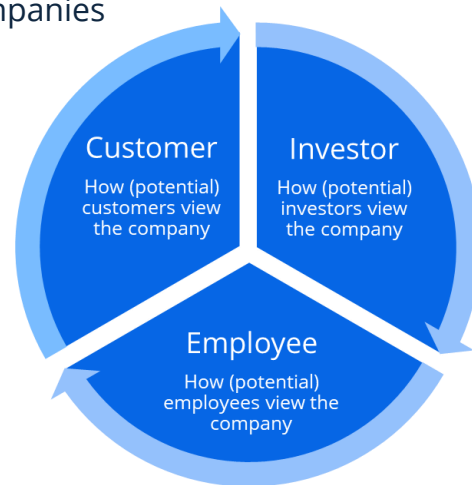 Customer
How (potential)
customers view
the company
Investor
How (potential)
investors view
the company
Employee
How (potential)
employees view the
company